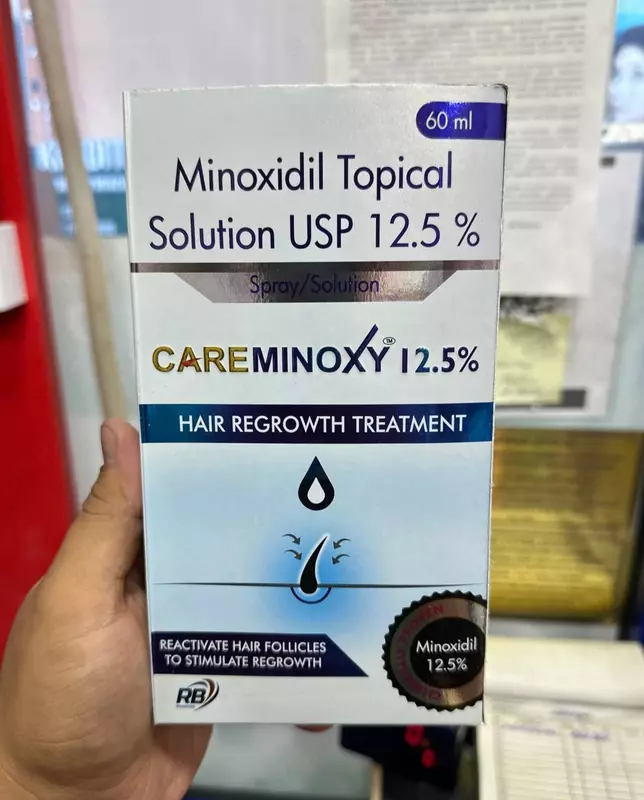 60 ml
Minoxidil Topical
Solution USP 12.5 %
Spray/Solution
CAREMINOXY™ 12.5%
HAIR REGROWTH TREATMENT
REACTIVATE HAIR FOLLICLES
TO STIMULATE REGROWTH
Minoxidil
12.5%
RB